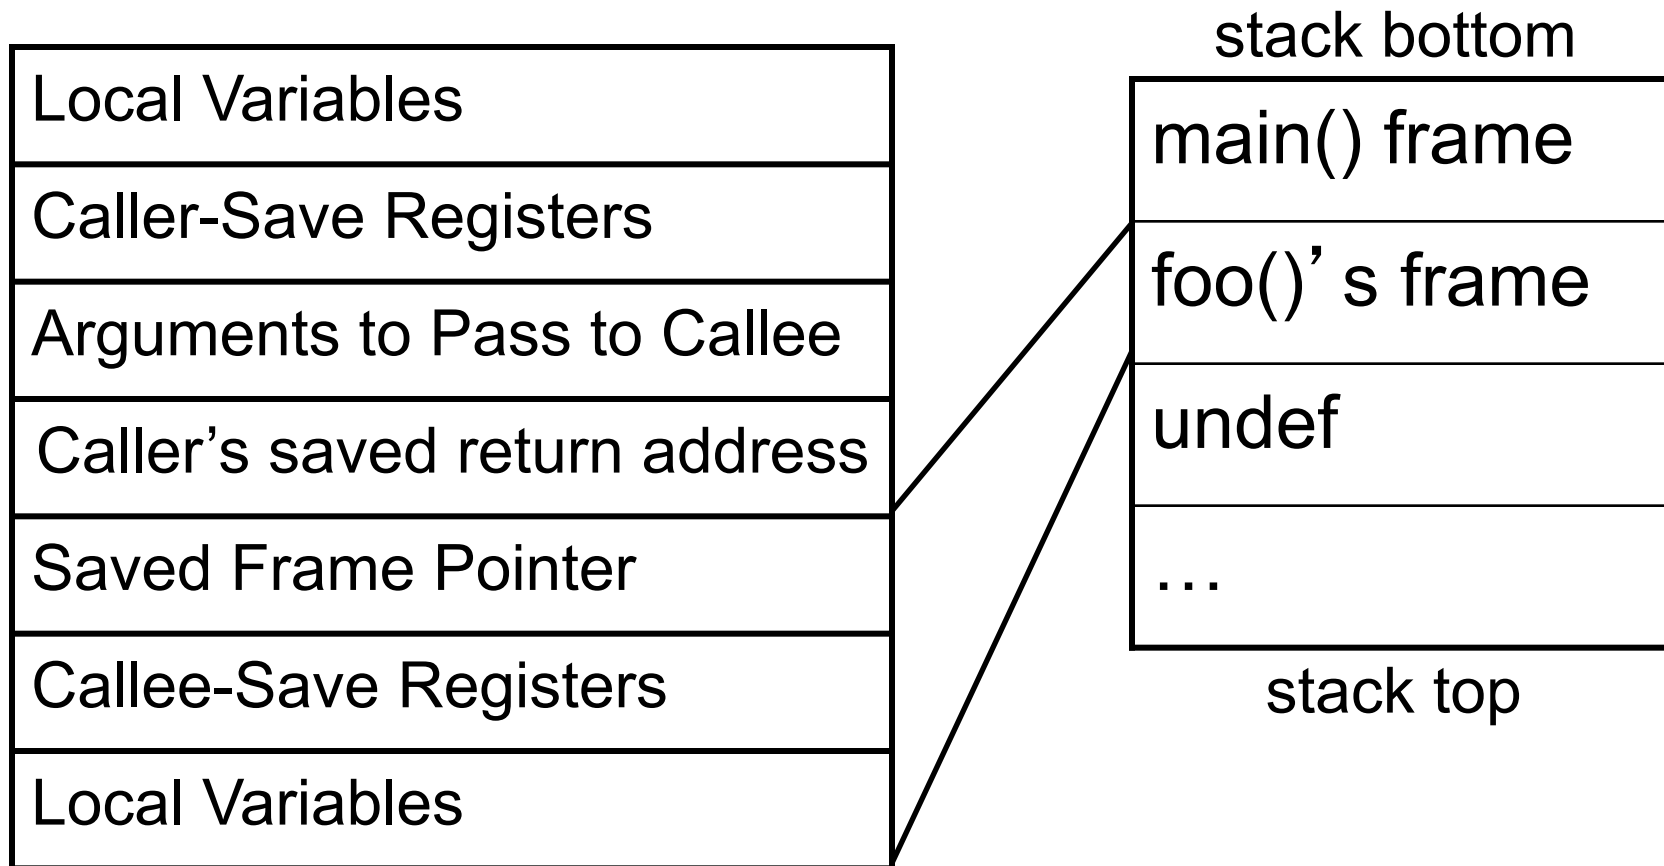 Local Variables
Caller-Save Registers
Arguments to Pass to Callee
Caller’s saved return address
Saved Frame Pointer
Callee-Save Registers
Local Variables
stack bottom
main() frame
foo()’ s frame
undef
…
stack top